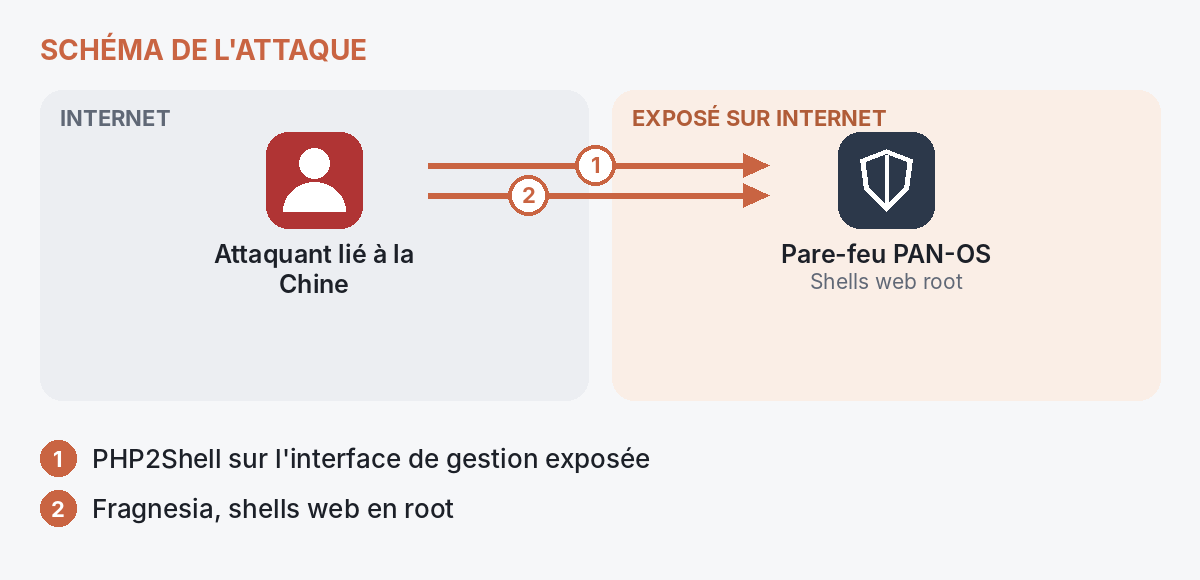 SCHÉMA DE L'ATTAQUE
INTERNET
EXPOSÉ SUR INTERNET
1
2
Attaquant lié à la
Chine
Pare-feu PAN-OS
Shells web root
1 PHP2Shell sur l'interface de gestion exposée
2 Fragnesia, shells web en root